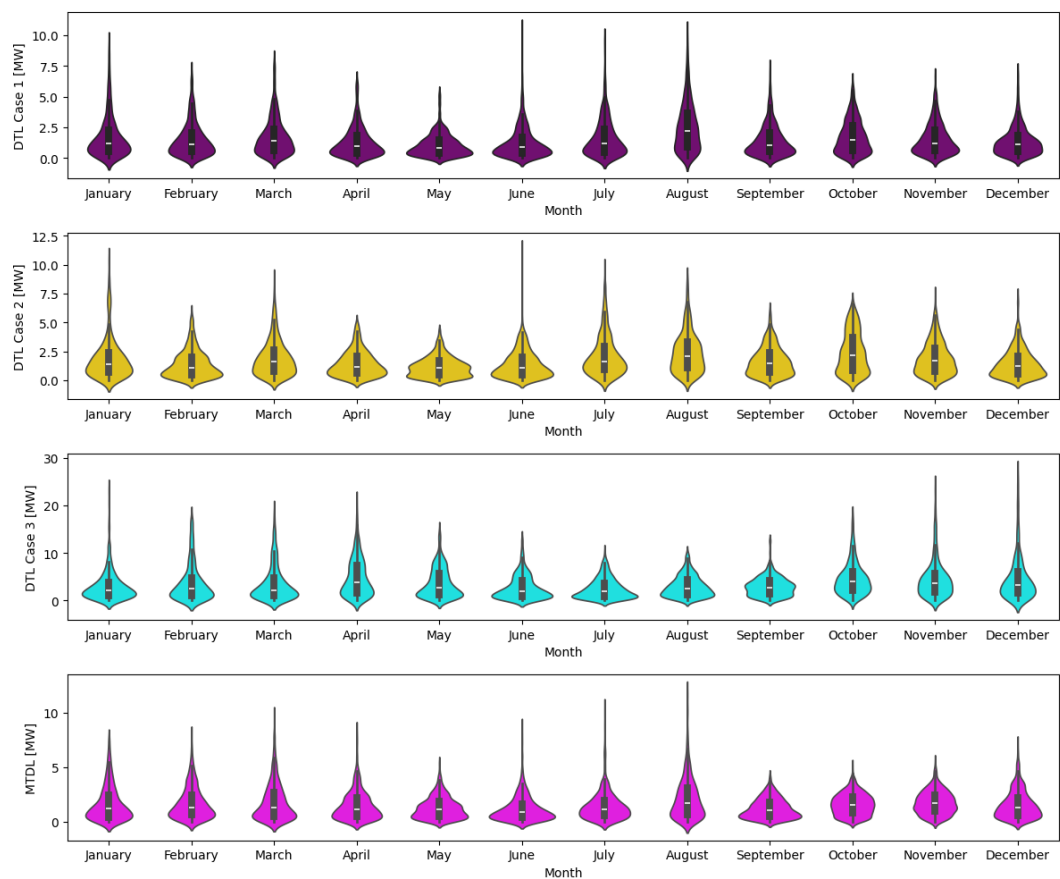 DTL Case 1 [MW]
10.0
7.5
5.0
2.5
0.0
January February March April May June July August September October November December
Month
DTL Case 2 [MW]
12.5
10.0
7.5
5.0
2.5
0.0
January February March April May June July August September October November December
Month
DTL Case 3 [MW]
30
20
10
0
January February March April May June July August September October November December
Month
MTDL [MW]
10
5
0
January February March April May June July August September October November December
Month